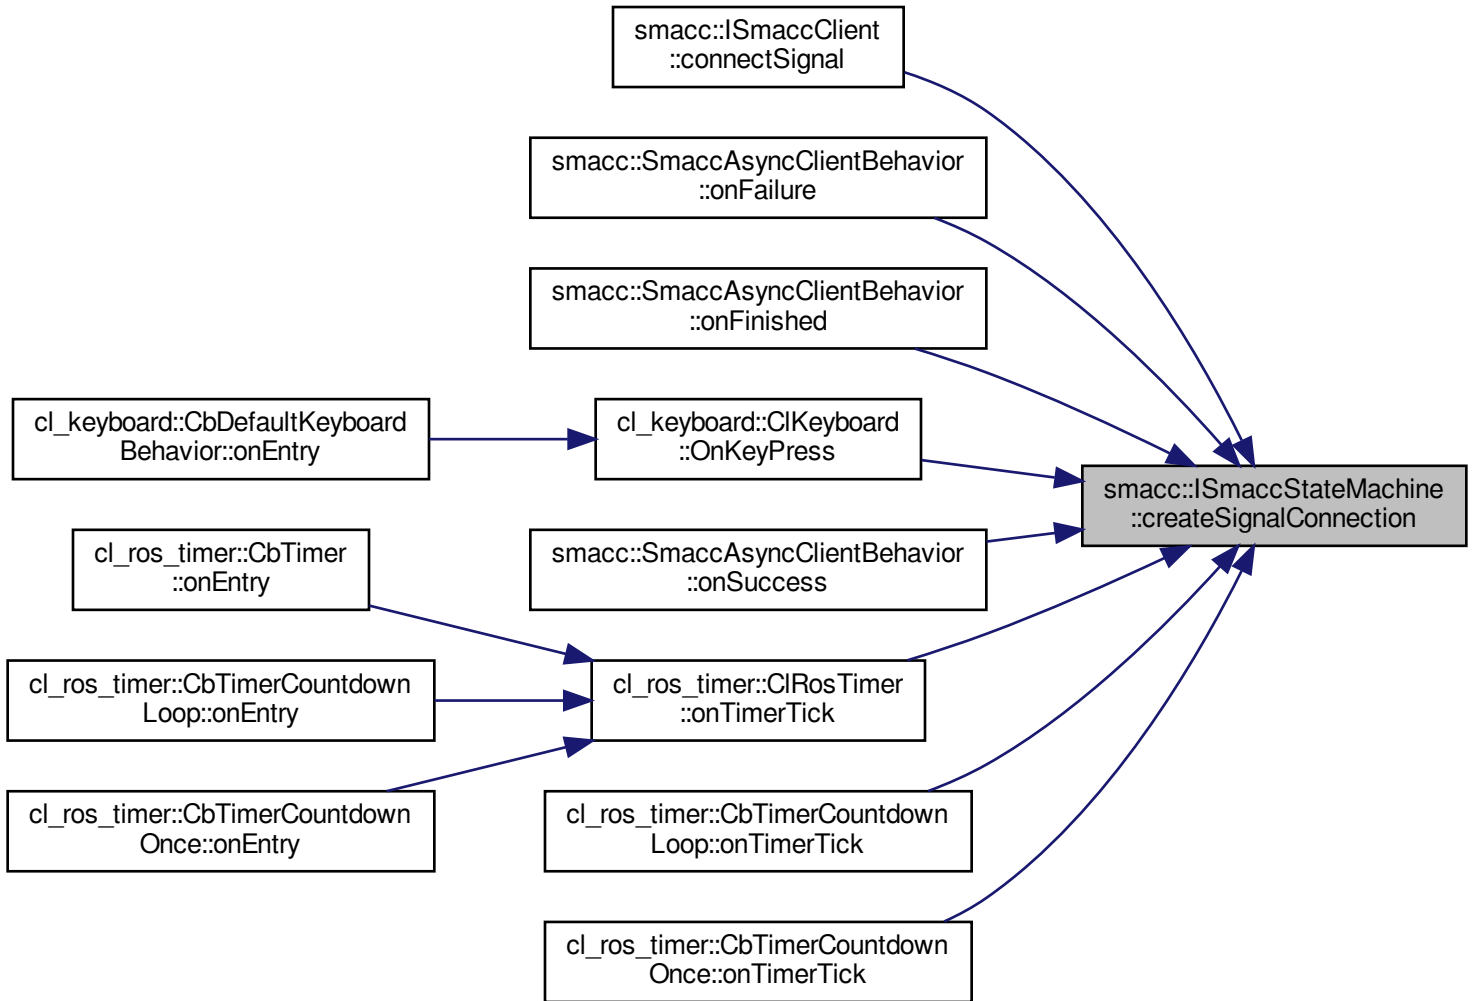 smacc::ISmaccClient
::connectSignal
smacc::SmaccAsyncClientBehavior
::onFailure
smacc::SmaccAsyncClientBehavior
::onFinished
cl_keyboard::CbDefaultKeyboard
Behavior::onEntry
cl_keyboard::ClKeyboard
::OnKeyPress
smacc::ISmaccStateMachine
::createSignalConnection
cl_ros_timer::CbTimer
::onEntry
smacc::SmaccAsyncClientBehavior
::onSuccess
cl_ros_timer::CbTimerCountdown
Loop::onEntry
cl_ros_timer::ClRosTimer
::onTimerTick
cl_ros_timer::CbTimerCountdown
Once::onEntry
cl_ros_timer::CbTimerCountdown
Loop::onTimerTick
cl_ros_timer::CbTimerCountdown
Once::onTimerTick